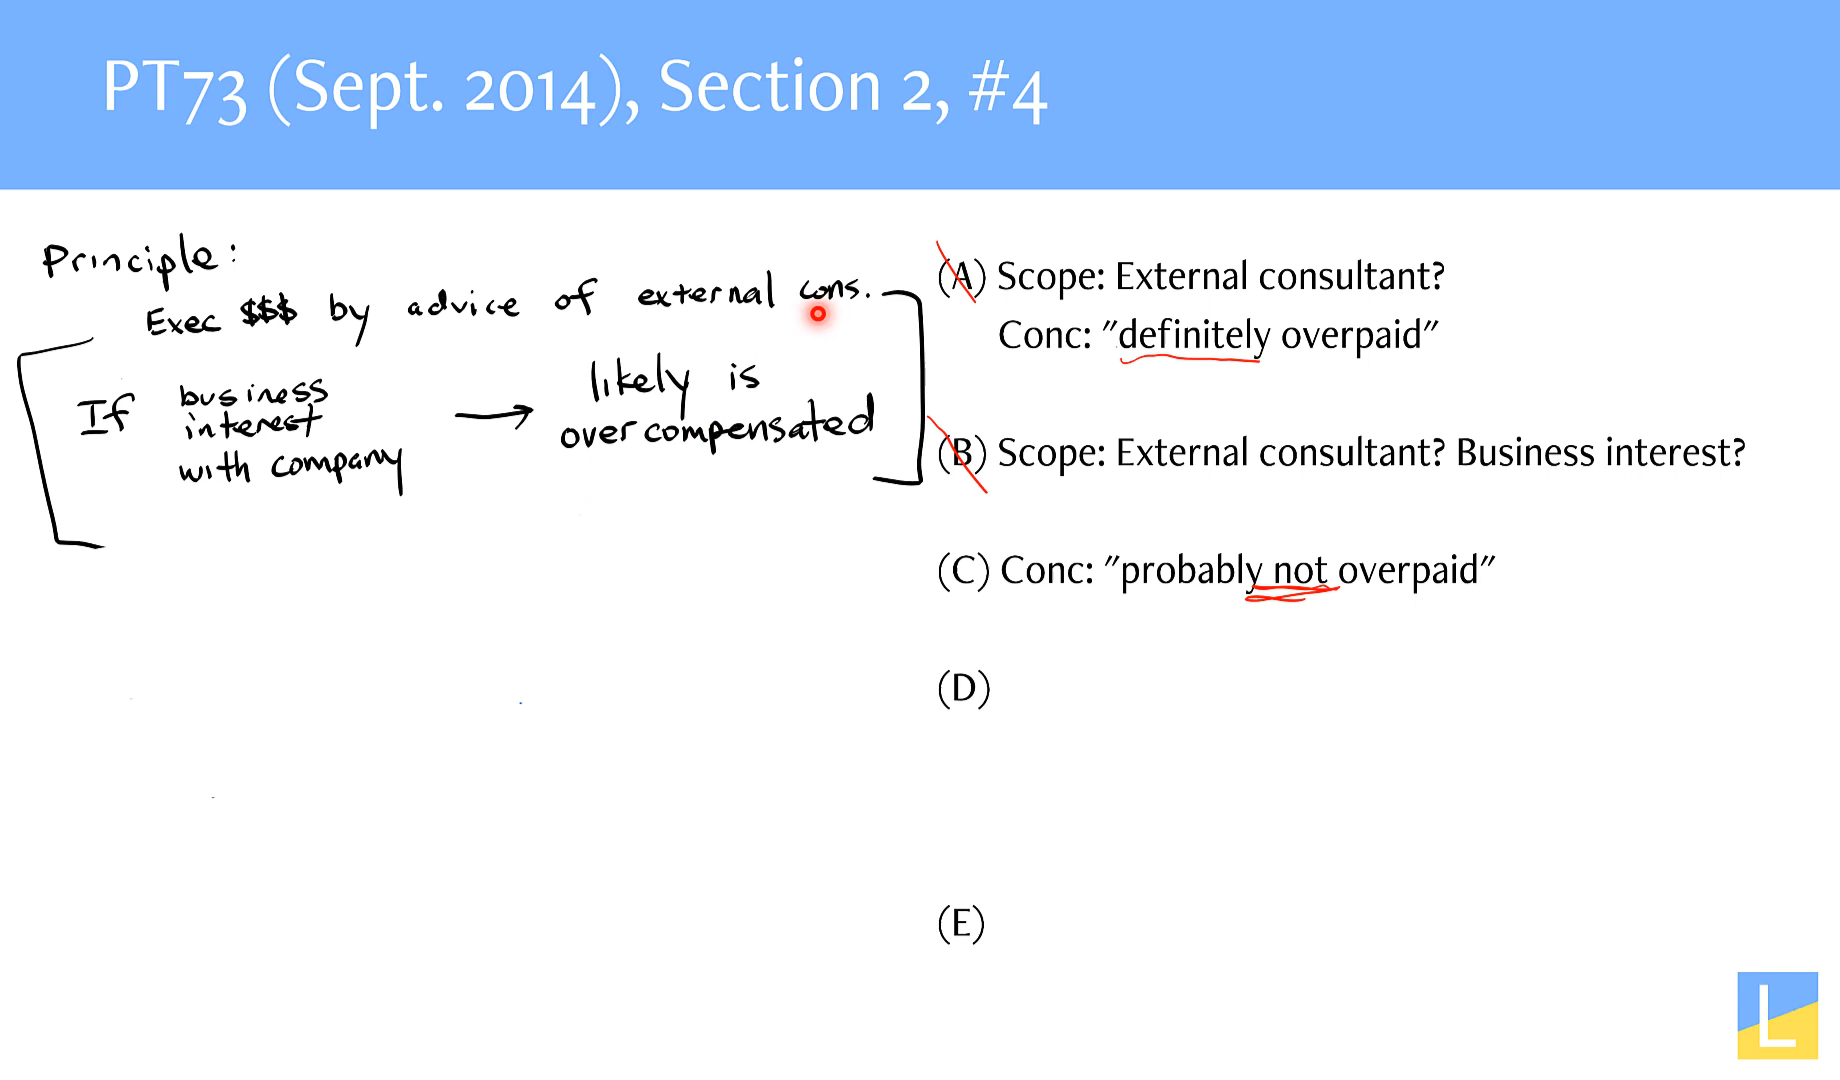 PT73 (Sept. 2014), Section 2, #4
Principle:
Exec $$$ by advice of external cons.
If business interest with company → likely is overcompensated
(A) Scope: External consultant?
Conc: "definitely overpaid"
(B) Scope: External consultant? Business interest?
(C) Conc: "probably not overpaid"
(D)
(E)
L